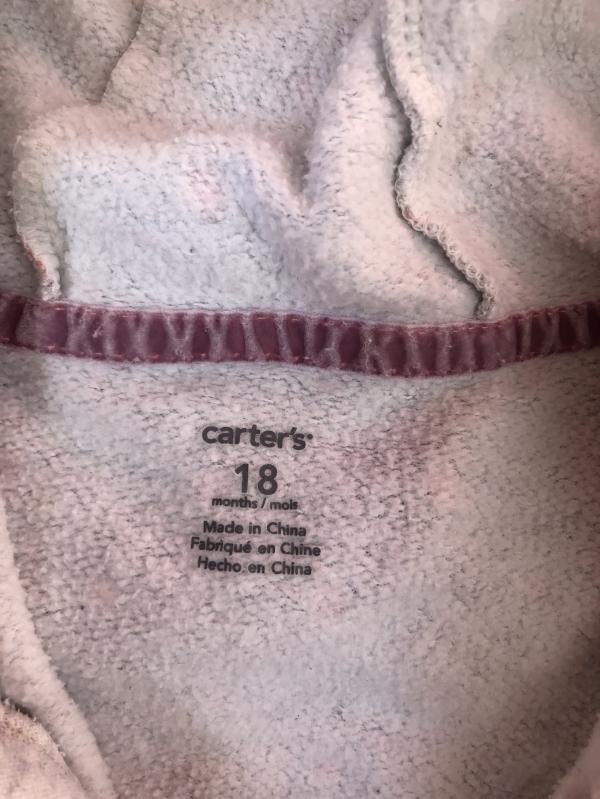 carter's
18
months / mois
Made in China
Fabriqué en Chine
Hecho en China